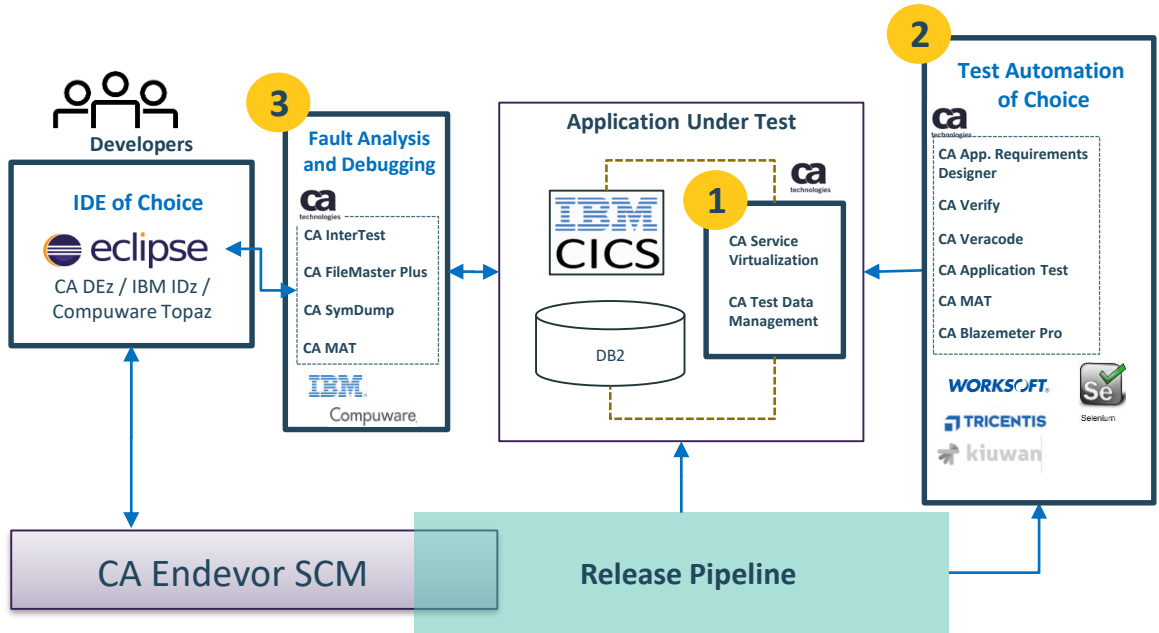 Developers
IDE of Choice
eclipse
CA DEz / IBM IDz /
Compuware Topaz
3
Fault Analysis
and Debugging
ca
technologies
CA InterTest
CA FileMaster Plus
CA SymDump
CA MAT
IBM®
Compuware
Application Under Test
IBM
CICS
DB2
ca
technologies
1
CA Service
Virtualization
CA Test Data
Management
2
Test Automation
of Choice
ca
technologies
CA App. Requirements
Designer
CA Verify
CA Veracode
CA Application Test
CA MAT
CA Blazemeter Pro
WORKSOFT®
Se
Selenium
TRICENTIS
kiuwan
CA Endevor SCM
Release Pipeline